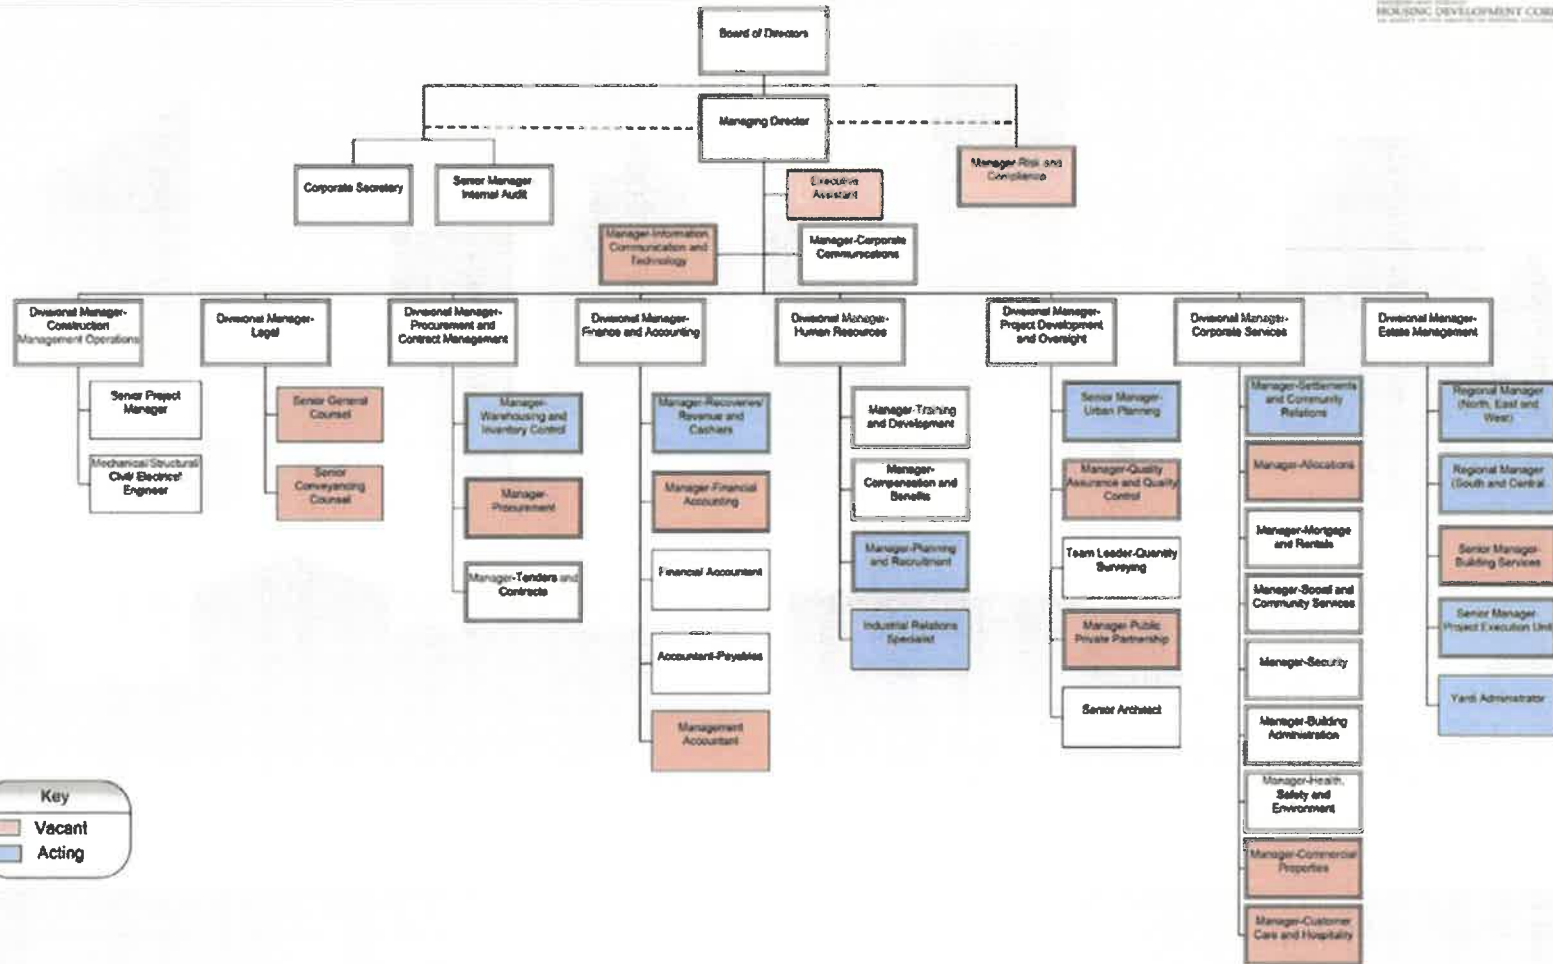 HOUSING DEVELOPMENT COR
Board of Directors
Managing Director
Corporate Secretary
Senior Manager
Internal Audit
Manager-Risk and
Compliance
Executive
Assistant
Manager-Information,
Communication and
Technology
Manager-Corporate
Communications
Divisional Manager-
Construction
Management Operations
Divisional Manager-
Legal
Divisional Manager-
Procurement and
Contract Management
Divisional Manager-
Finance and Accounting
Divisional Manager-
Human Resources
Divisional Manager-
Project Development
and Oversight
Divisional Manager-
Corporate Services
Divisional Manager-
Estate Management
Senior Project
Manager
Mechanical/Structural/
Civil/ Electrical
Engineer
Senior General
Counsel
Senior
Conveyancing
Counsel
Manager-
Warehousing and
Inventory Control
Manager-
Procurement
Manager-Tenders and
Contracts
Manager-Recoveries/
Revenue and
Cashiers
Manager-Financial
Accounting
Financial Accountant
Accountant-Payables
Management
Accountant
Manager-Training
and Development
Manager-
Compensation and
Benefits
Manager-Planning
and Recruitment
Industrial Relations
Specialist
Senior Manager-
Urban Planning
Manager-Quality
Assurance and Quality
Control
Team Leader-Quantity
Surveying
Manager-Public
Private Partnership
Senior Architect
Manager-Settlements
and Community
Relations
Manager-Allocations
Manager-Mortgage
and Rentals
Manager-Social and
Community Services
Manager-Security
Manager-Building
Administration
Manager-Health,
Safety and
Environment
Manager-Commercial
Properties
Manager-Customer
Care and Hospitality
Regional Manager
(North, East and
West)
Regional Manager
(South and Central
Senior Manager-
Building Services
Senior Manager
Project Execution Unit
Yardi Administrator
Key
Vacant
Acting